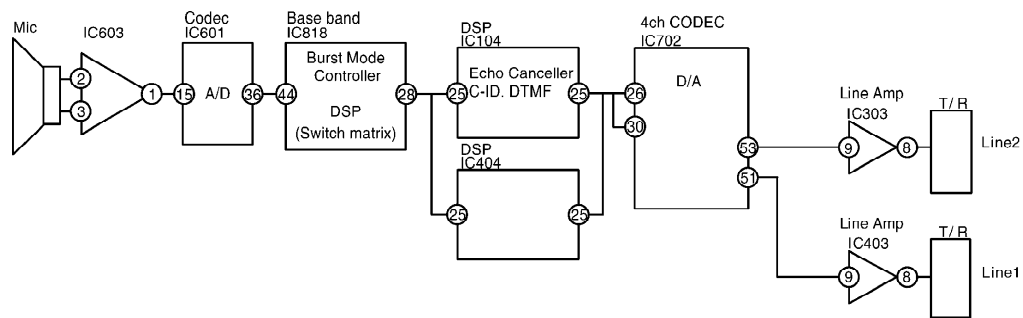 Mic
IC603
2
3
1
Codec
IC601
15
A/D
36
Base band
IC818
44
Burst Mode
Controller
DSP
(Switch matrix)
28
DSP
IC104
25
Echo Canceller
C-ID. DTMF
25
DSP
IC404
25
25
4ch CODEC
IC702
26
30
D/A
53
51
Line Amp
IC303
9
8
T/R
Line2
Line Amp
IC403
9
8
T/R
Line1